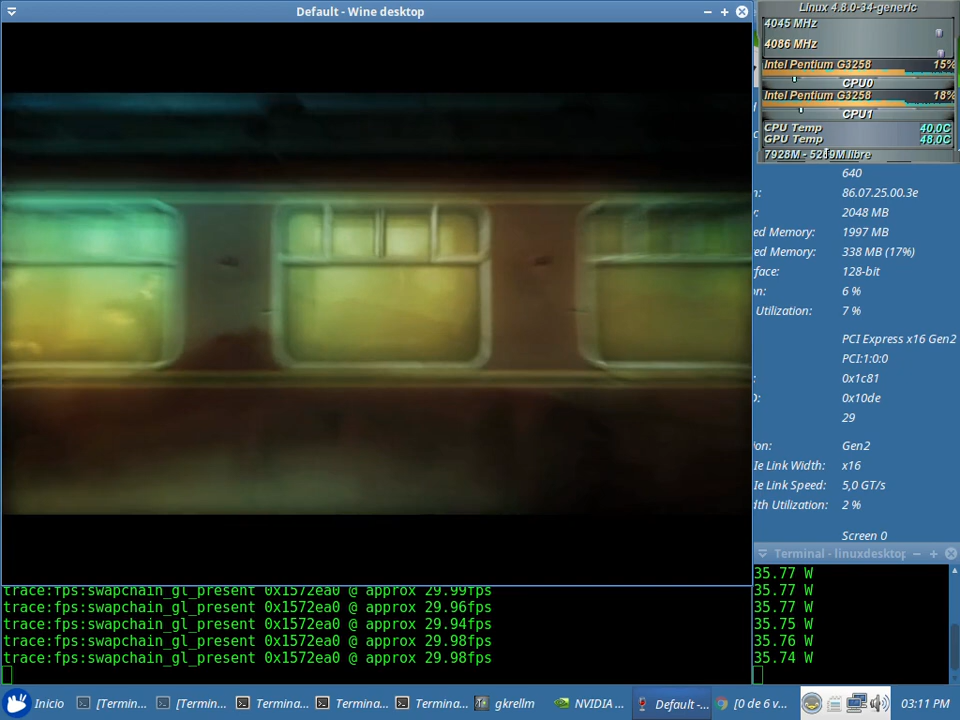 Default - Wine desktop
Linux 4.8.0-34-generic
4045 MHz
4086 MHz
Intel Pentium G3258 15%
CPU0
Intel Pentium G3258 18%
CPU1
CPU Temp 40.0C
GPU Temp 48.0C
libre
640
n: 86.07.25.00.3e
2048 MB
ed Memory: 1997 MB
ed Memory: 338 MB (17%)
rface: 128-bit
on: 6 %
Utilization: 7 %
PCI Express x16 Gen2
PCI:1:0:0
0x1c81
D: 0x10de
29
ion: Gen2
Ie Link Width: x16
Ie Link Speed: 5,0 GT/s
dth Utilization: 2 %
Screen 0
trace:fps:swapchain_gl_present 0x1572ea0 @ approx 29.99fps
trace:fps:swapchain_gl_present 0x1572ea0 @ approx 29.96fps
trace:fps:swapchain_gl_present 0x1572ea0 @ approx 29.94fps
trace:fps:swapchain_gl_present 0x1572ea0 @ approx 29.98fps
trace:fps:swapchain_gl_present 0x1572ea0 @ approx 29.98fps
Terminal - linuxdesktop
35.77 W
35.77 W
35.77 W
35.75 W
35.76 W
35.74 W
Inicio [Termin... [Termin... Termina... Termina... Termina... gkrellm NVIDIA ... Default -... [0 de 6 v... 03:11 PM